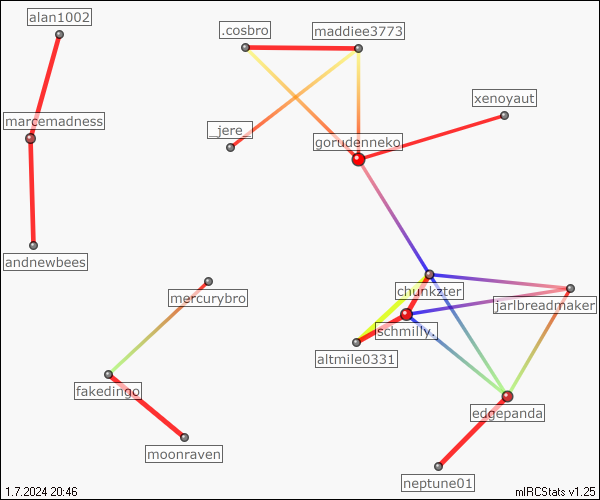 alan1002
.cosbro
maddiee3773
xenoyaut
marcemadness
_jere_
gorudenneko
andnewbees
mercurybro
chunkzter
jarlbreadmaker
schmilly.
altmile0331
fakedingo
edgepanda
moonraven
neptune01
1.7.2024 20:46
mIRCStats v1.25